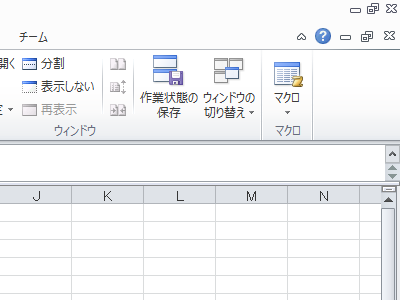 チーム
開く
分割
表示しない
再表示
作業状態の
保存
ウィンドウの
切り替え
マクロ
ウィンドウ
マクロ
J K L M N